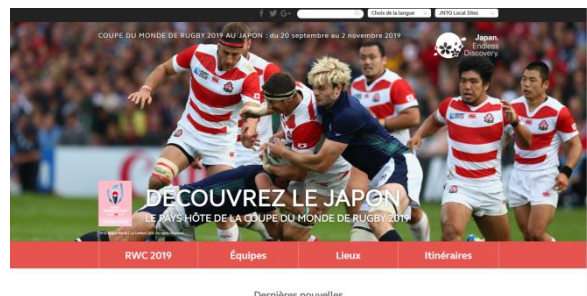 Choix de la langue
JNTO Local Sites
COUPE DU MONDE DE RUGBY 2019 AU JAPON : du 20 septembre au 2 novembre 2019
Japan.
Endless
Discovery.
DÉCOUVREZ LE JAPON
LE PAYS HÔTE DE LA COUPE DU MONDE DE RUGBY 2019
RWC 2019
Équipes
Lieux
Itinéraires
Dernières nouvelles